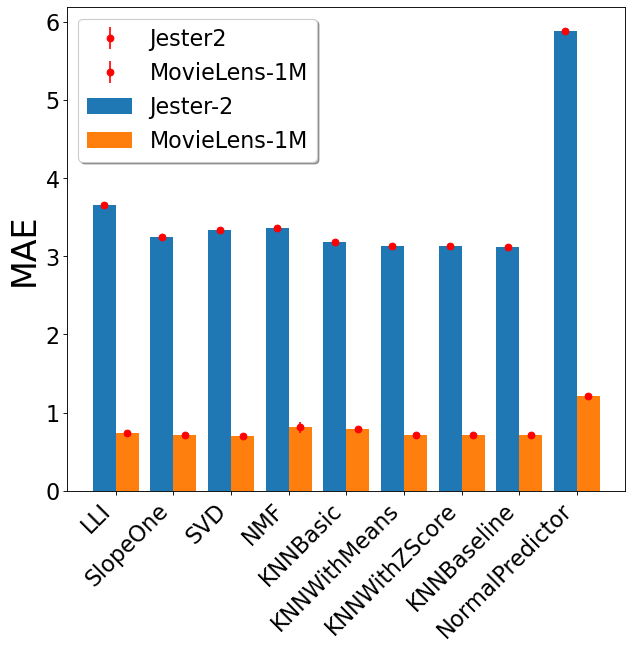 Jester2
MovieLens-1M
Jester-2
MovieLens-1M
MAE
6
5
4
3
2
1
0
LLI
SlopeOne
SVD
NMF
KNNBasic
KNNWithMeans
KNNWithZScore
KNNBaseline
NormalPredictor